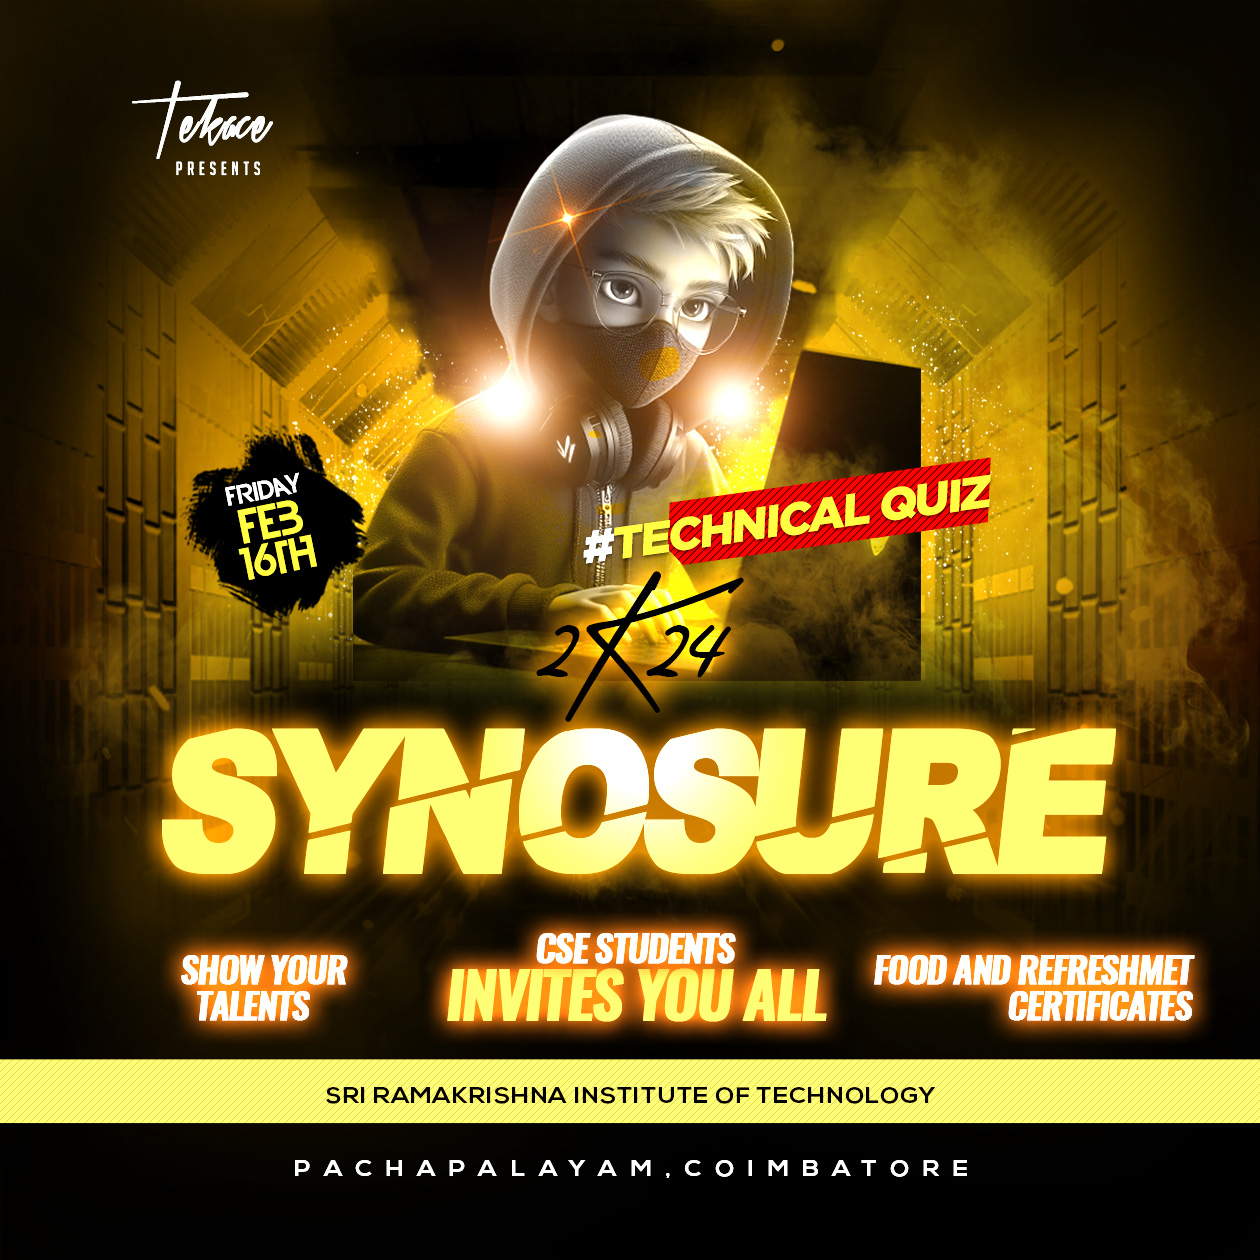 Tekace
PRESENTS
FRIDAY
FEB
16TH
#TECHNICAL QUIZ
2K24
SYNOSURE
SHOW YOUR
TALENTS
CSE STUDENTS
INVITES YOU ALL
FOOD AND REFRESHMET
CERTIFICATES
SRI RAMAKRISHNA INSTITUTE OF TECHNOLOGY
PACHAPALAYAM,COIMBATORE